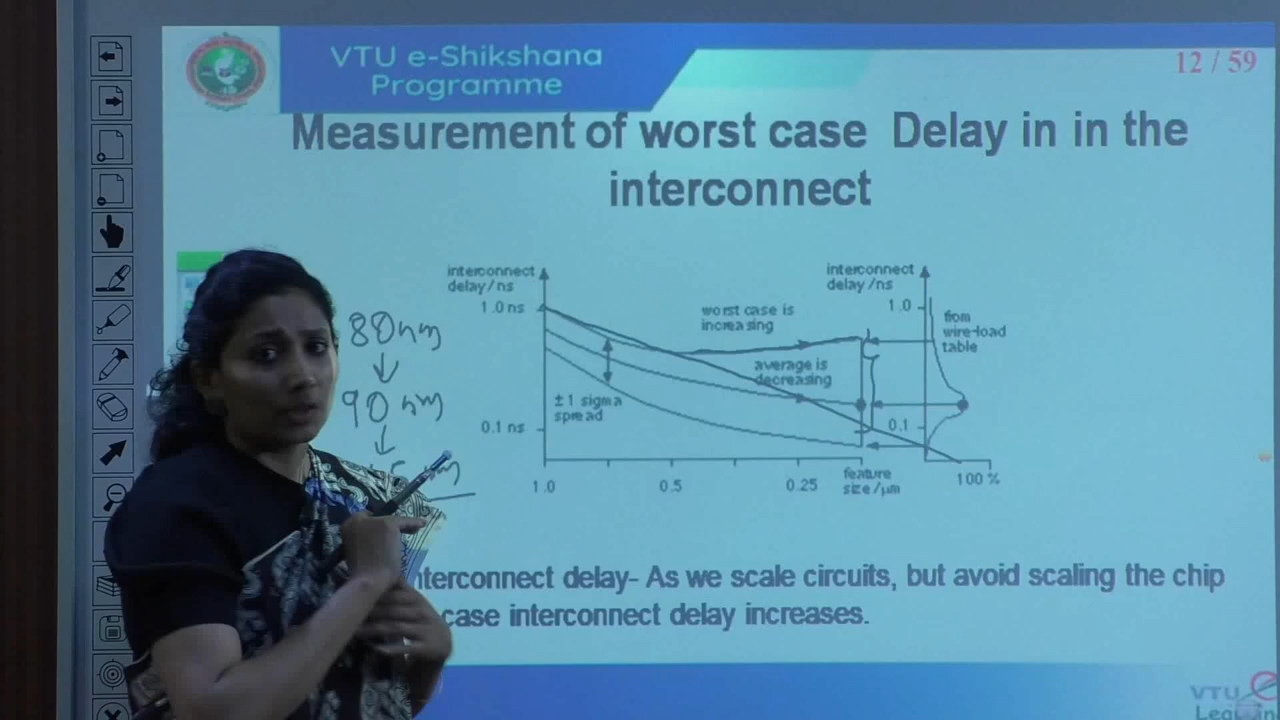 VTU e-Shikshana
Programme
12 / 59
Measurement of worst case Delay in in the
interconnect
80nm
90 nm
interconnect
delay/ns
1.0 ns
0.1 ns
worst case is
increasing
average is
decreasing
± 1 sigma
spread
1.0
0.5
0.25
feature
size/µm
interconnect
delay/ns
1.0
0.1
from
wire-load
table
100 %
interconnect delay- As we scale circuits, but avoid scaling the chip
case interconnect delay increases.
VTU e
Learnin